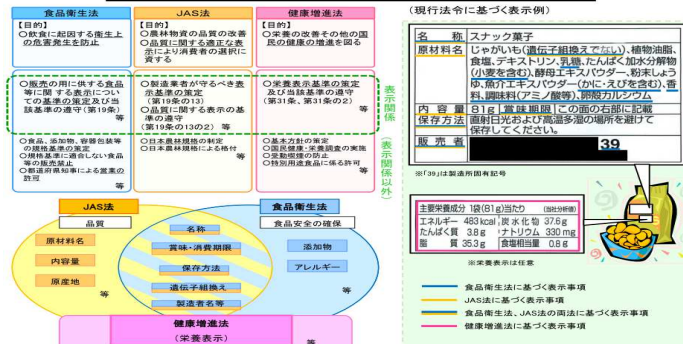 食品衛生法
【目的】
○飲食に起因する衛生上
の危害発生を防止
JAS法
【目的】
○農林物資の品質の改善
○品質に関する適正な表
示により消費者の選択に
資する
健康増進法
【目的】
○栄養の改善その他の国
民の健康の増進を図る
○販売の用に供する食品
等に関する表示につい
ての基準の策定及び当
該基準の遵守(第19条)
等
○製造業者が守るべき表
示基準の策定
(第19条の13)
○品質に関する表示の基
準の遵守
(第19条の13の2) 等
○栄養表示基準の策定
及び当該基準の遵守
(第31条、第31条の2)
等
表示関係
○食品、添加物、容器包装等
の規格基準の策定
○規格基準に適合しない食品
等の販売禁止
○都道府県知事による営業の
許可
等
○日本農林規格の制定
○日本農林規格による格付
等
○基本方針の策定
○国民健康・栄養調査の実施
○受動喫煙の防止
○特別用途食品に係る許可
等
(表示関係以外)
JAS法
品質
原材料名
内容量
原産地
等
名称
賞味・消費期限
保存方法
遺伝子組換え
製造者名等
等
食品衛生法
食品安全の確保
添加物
アレルギー
等
健康増進法
(栄養表示)
等
(現行法令に基づく表示例)
名 称 スナック菓子
原材料名 じゃがいも(遺伝子組換えでない)、植物油脂、
食塩、デキストリン、乳糖、たんぱく加水分解物
(小麦を含む)、酵母エキスパウダー、粉末しょう
ゆ、魚介エキスパウダー(かに・えびを含む)、香
料、調味料(アミノ酸等)、卵殻カルシウム
内 容 量 81g 賞味期限 この面の右部に記載
保存方法 直射日光および高温多湿の場所を避けて
保存してください。
販 売 者 39
※「39」は製造所固有記号
主要栄養成分 1袋(81g)当たり (当社分析値)
エネルギー 483kcal 炭水化物 37.6g
たんぱく質 3.8g ナトリウム 330mg
脂 質 35.3g 食塩相当量 0.8g
※栄養表示は任意
食品衛生法に基づく表示事項
JAS法に基づく表示事項
食品衛生法、JAS法の両法に基づく表示事項
健康増進法に基づく表示事項